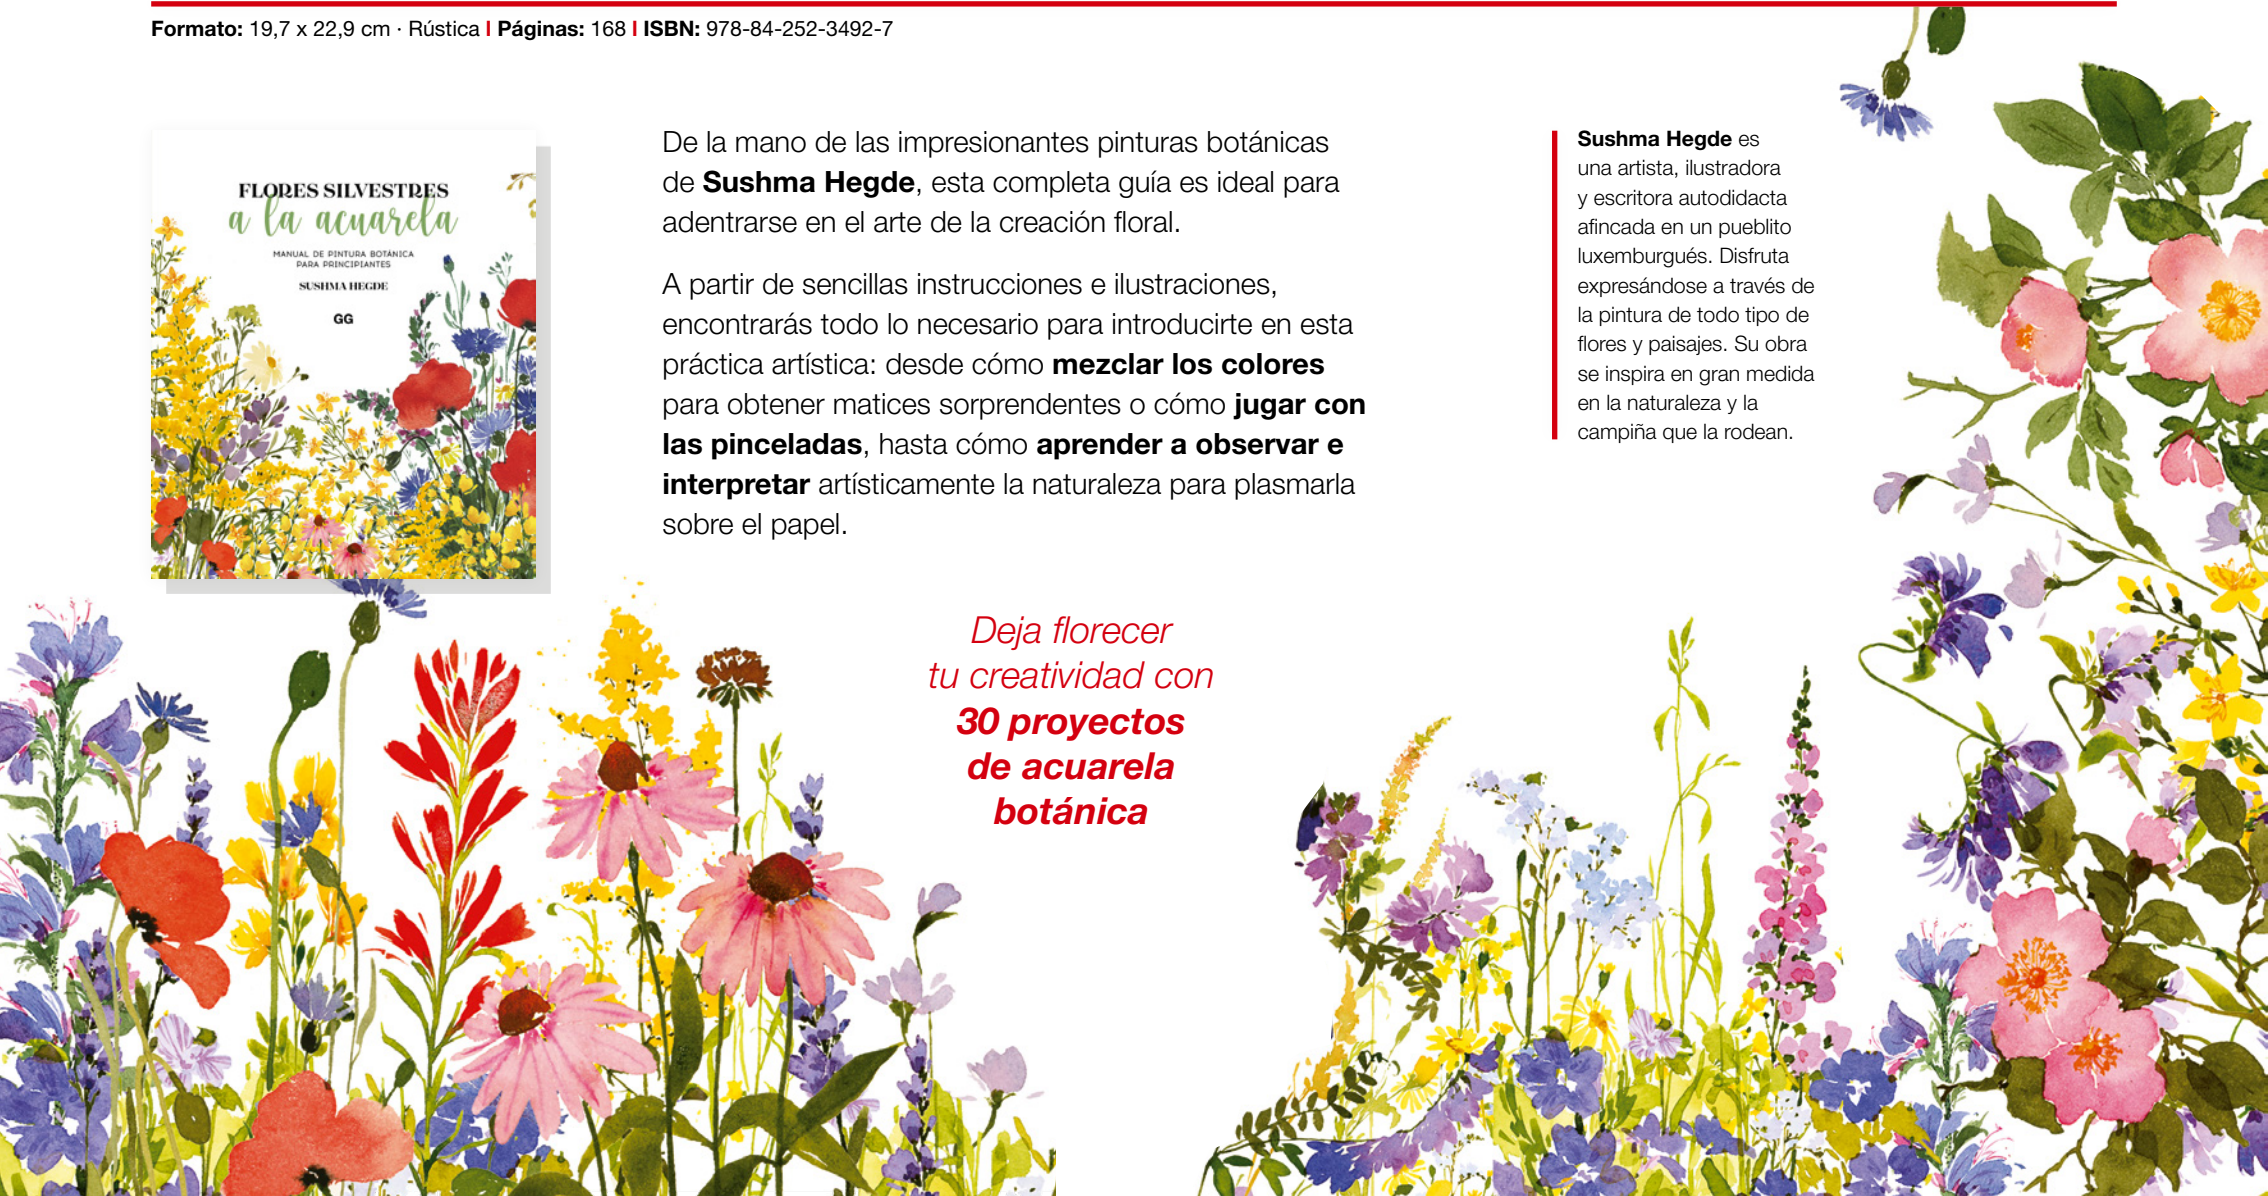 Formato: 19,7 x 22,9 cm · Rústica I Páginas: 168 I ISBN: 978-84-252-3492-7
FLORES SILVESTRES
a la acuarela
MANUAL DE PINTURA BOTÁNICA
PARA PRINCIPIANTES
SUSHMA HEGDE
GG
De la mano de las impresionantes pinturas botánicas
de Sushma Hegde, esta completa guía es ideal para
adentrarse en el arte de la creación floral.
A partir de sencillas instrucciones e ilustraciones,
encontrarás todo lo necesario para introducirte en esta
práctica artística: desde cómo mezclar los colores
para obtener matices sorprendentes o cómo jugar con
las pinceladas, hasta cómo aprender a observar e
interpretar artísticamente la naturaleza para plasmarla
sobre el papel.
Deja florecer
tu creatividad con
30 proyectos
de acuarela
botánica
Sushma Hegde es
una artista, ilustradora
y escritora autodidacta
afincada en un pueblito
luxemburgués. Disfruta
expresándose a través de
la pintura de todo tipo de
flores y paisajes. Su obra
se inspira en gran medida
en la naturaleza y la
campiña que la rodean.